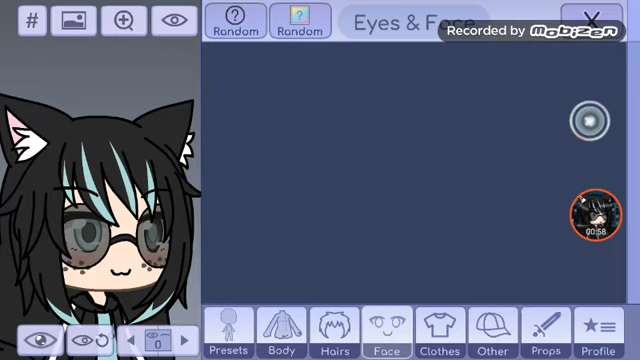 #
?
Random
?
Random
Eyes & Face
X
Recorded by mobizen
00:58
0
Presets
Body
Hairs
Face
Clothes
Other
Props
Profile